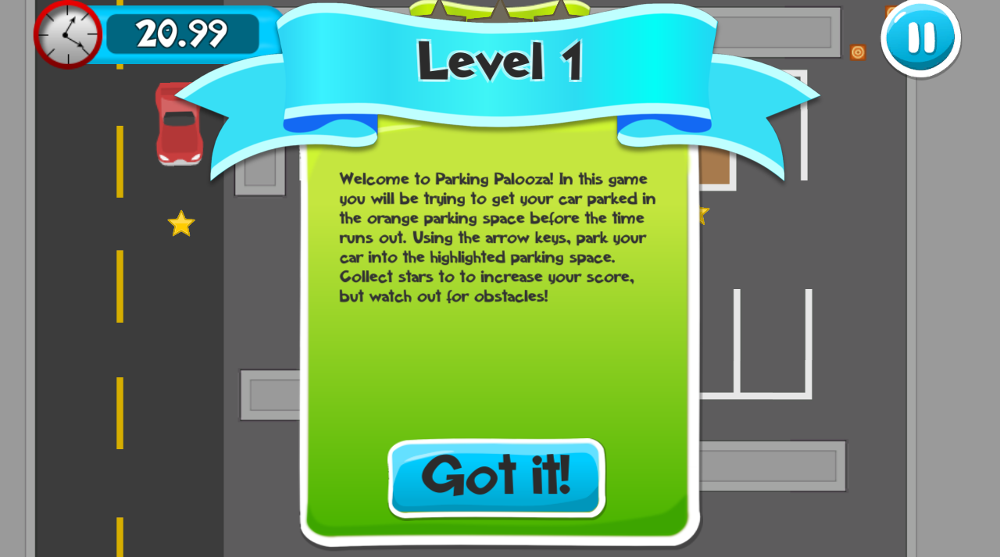 20.99
Level 1
Welcome to Parking Palooza! In this game
you will be trying to get your car parked in
the orange parking space before the time
runs out. Using the arrow keys, park your
car into the highlighted parking space.
Collect stars to to increase your score,
but watch out for obstacles!
Got it!